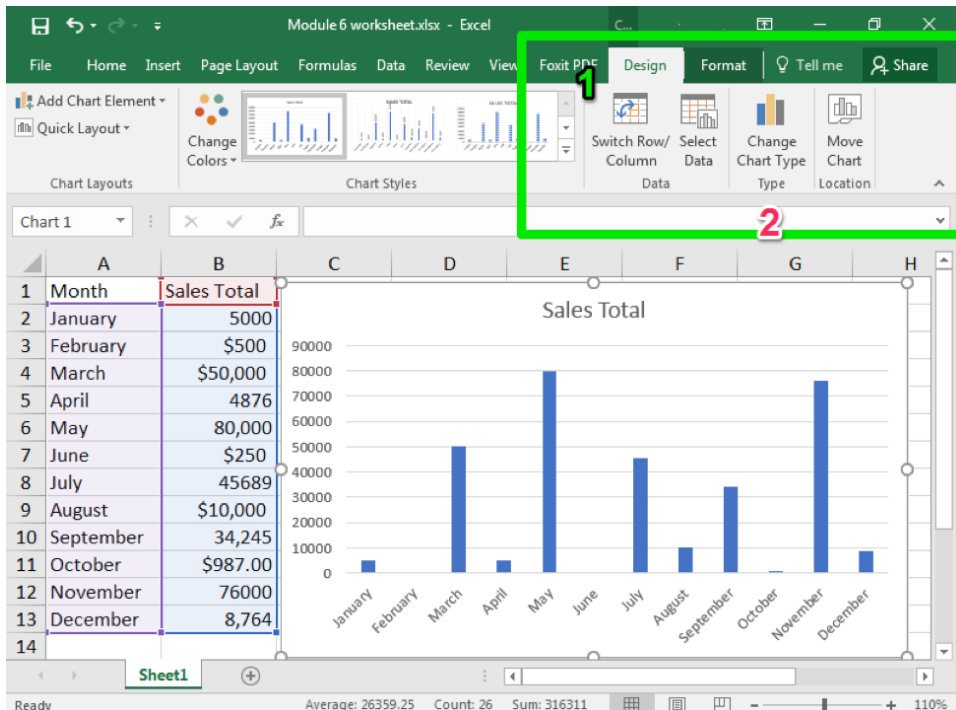 Module 6 worksheet.xlsx - Excel C...
File Home Insert Page Layout Formulas Data Review View Foxit PDF Design Format Tell me Share
1
Add Chart Element
Quick Layout
Change
Colors
Switch Row/
Column
Select
Data
Change
Chart Type
Move
Chart
Chart Layouts Chart Styles Data Type Location
Chart 1 fx
2
A B C D E F G H
1 Month Sales Total
2 January 5000
3 February $500
4 March $50,000
5 April 4876
6 May 80,000
7 June $250
8 July 45689
9 August $10,000
10 September 34,245
11 October $987.00
12 November 76000
13 December 8,764
14
Sales Total
90000
80000
70000
60000
50000
40000
30000
20000
10000
0
January February March April May June July August September October November December
Sheet1
Ready Average: 26359.25 Count: 26 Sum: 316311 110%